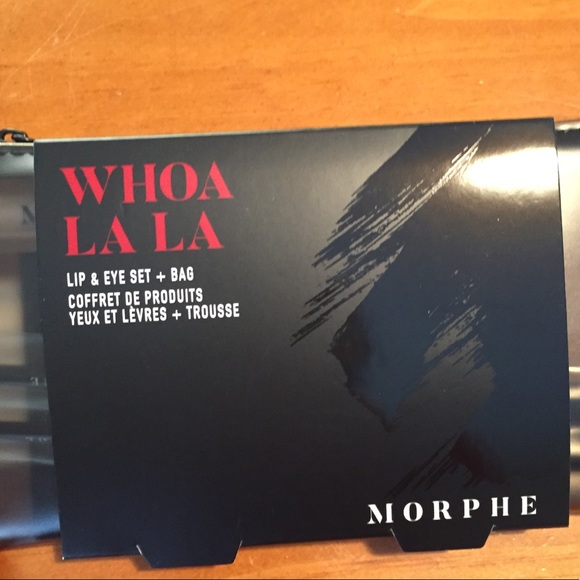 WHOA
LA LA
LIP & EYE SET + BAG
COFFRET DE PRODUITS
YEUX ET LÈVRES + TROUSSE
MORPHE